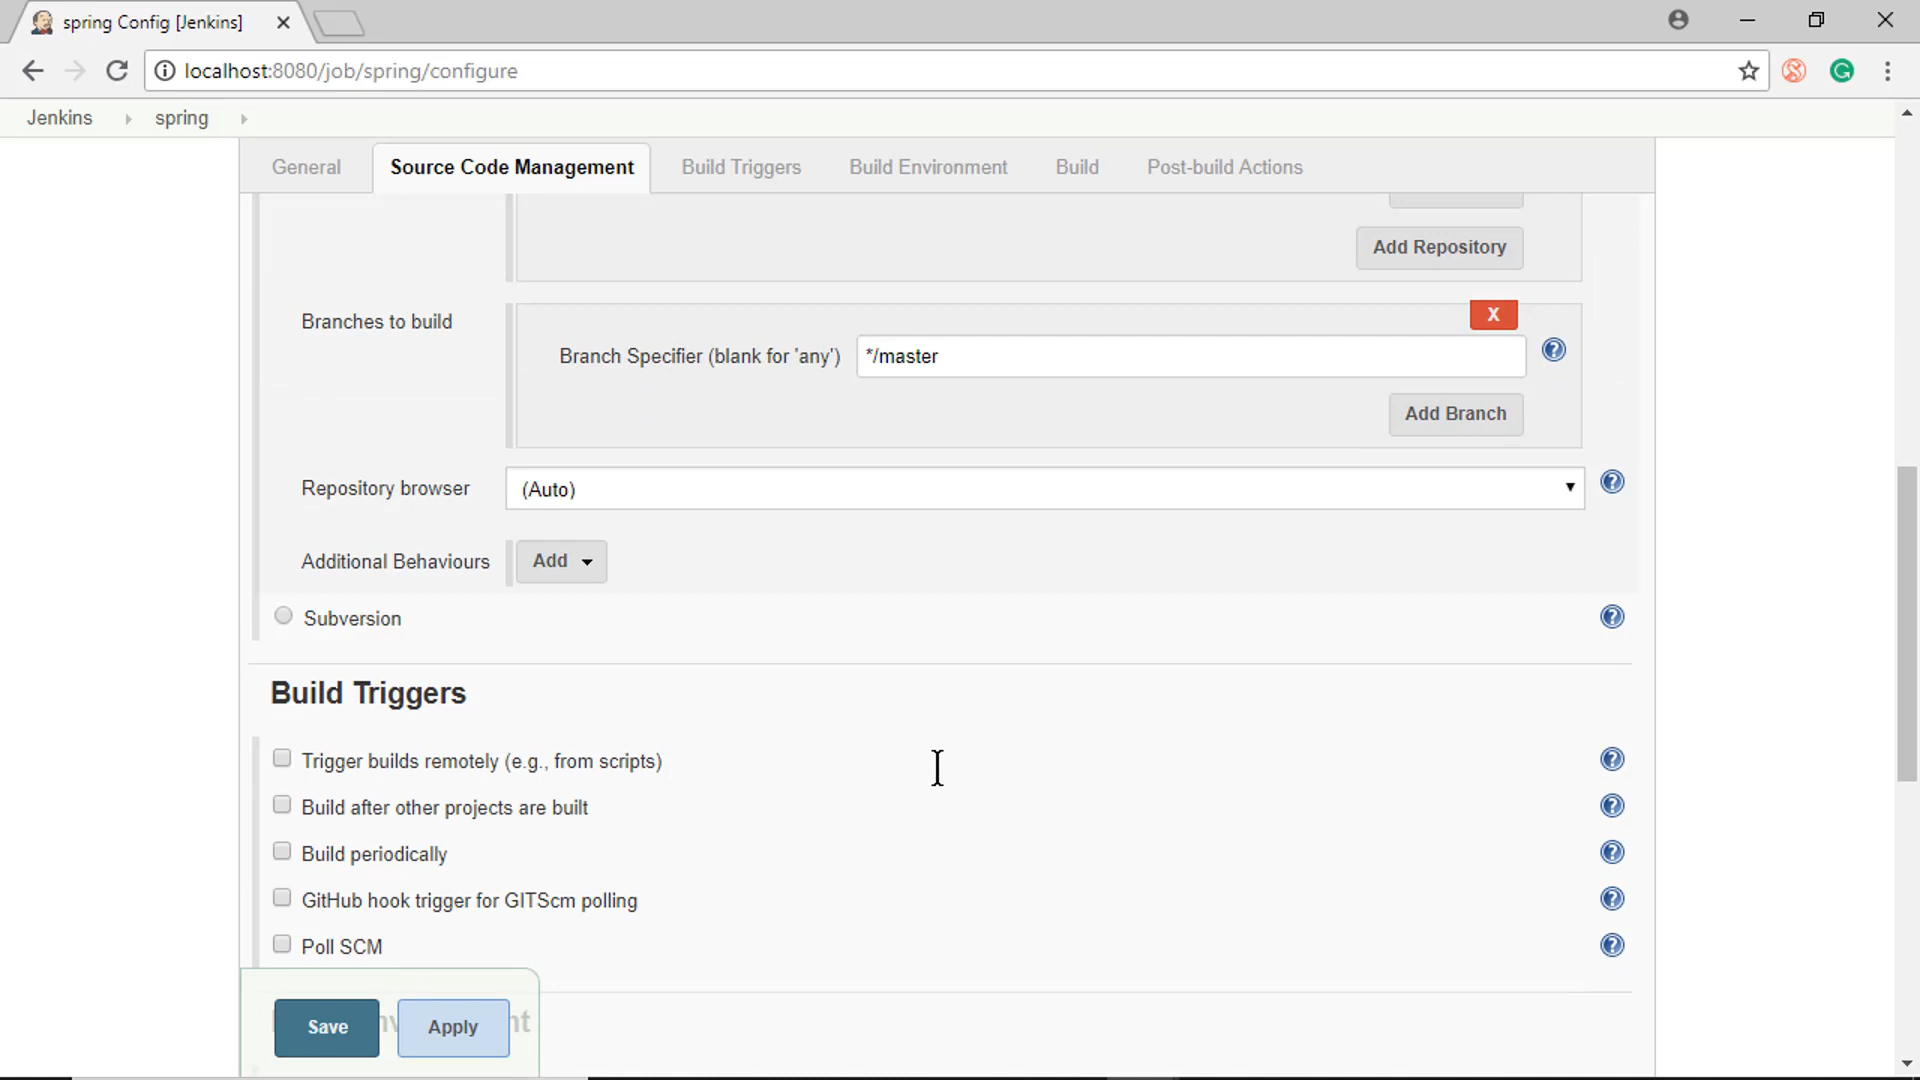 spring Config [Jenkins]
localhost:8080/job/spring/configure
Jenkins spring
General Source Code Management Build Triggers Build Environment Build Post-build Actions
Add Repository
Branches to build
X
Branch Specifier (blank for 'any') */master
Add Branch
Repository browser (Auto)
Additional Behaviours Add
Subversion
Build Triggers
Trigger builds remotely (e.g., from scripts)
Build after other projects are built
Build periodically
GitHub hook trigger for GITScm polling
Poll SCM
Save Apply